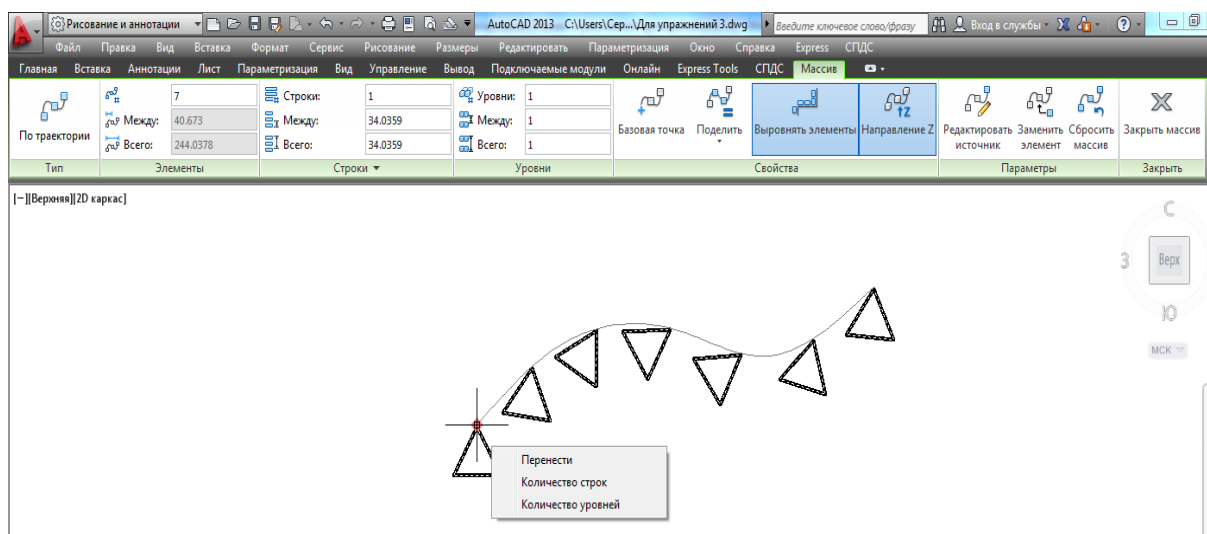 Рисование и аннотации AutoCAD 2013 C:\Users\Сер...\Для упражнений 3.dwg Введите ключевое слово/фразу Вход в службы
Файл Правка Вид Вставка Формат Сервис Рисование Размеры Редактировать Параметризация Окно Справка Express СПДС
Главная Вставка Аннотации Лист Параметризация Вид Управление Вывод Подключаемые модули Онлайн Express Tools СПДС Массив
7 Строки: 1 Уровни: 1
Между: 40.673 Между: 34.0359 Между: 1
Всего: 244.0378 Всего: 34.0359 Всего: 1
По траектории
Базовая точка Поделить Выровнять элементы Направление Z
Редактировать источник Заменить элемент Сбросить массив Закрыть массив
Тип Элементы Строки Уровни Свойства Параметры Закрыть
[−][Верхняя][2D каркас]
С
З Верх
Ю
МСК
Перенести
Количество строк
Количество уровней